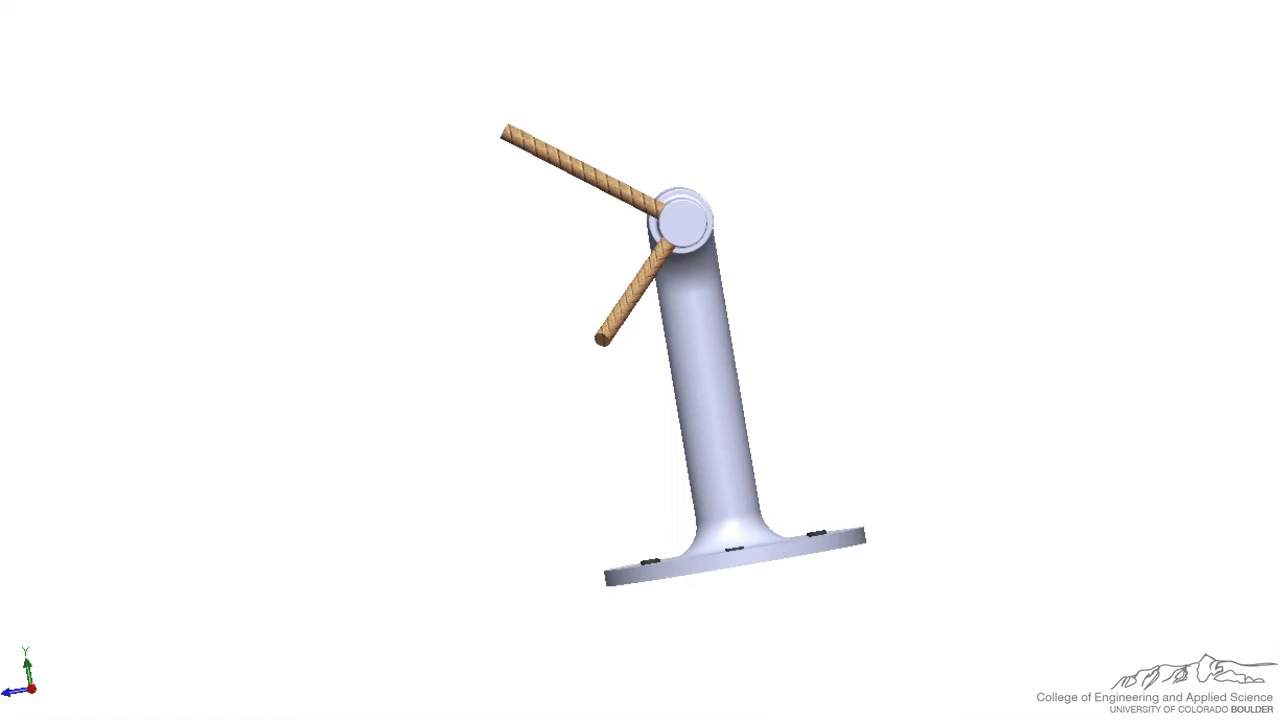 Y
College of Engineering and Applied Science
UNIVERSITY OF COLORADO BOULDER